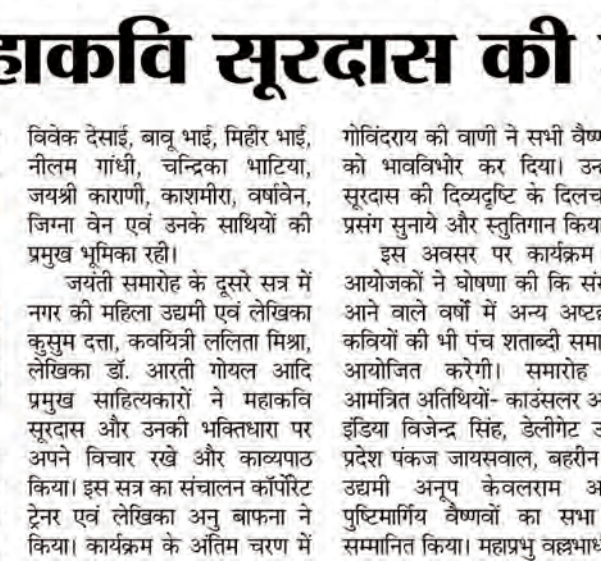 हाकवि सूरदास की
विवेक देसाई, बावू भाई, मिहीर भाई,
नीलम गांधी, चन्द्रिका भाटिया,
जयश्री काराणी, काशमीरा, वर्षावेन,
जिग्ना वेन एवं उनके साथियों की
प्रमुख भूमिका रही।
जयंती समारोह के दूसरे सत्र में
नगर की महिला उद्यमी एवं लेखिका
कुसुम दत्ता, कवयित्री ललिता मिश्रा,
लेखिका डॉ. आरती गोयल आदि
प्रमुख साहित्यकारों ने महाकवि
सूरदास और उनकी भक्तिधारा पर
अपने विचार रखे और काव्यपाठ
किया। इस सत्र का संचालन कॉर्पोरेट
ट्रेनर एवं लेखिका अनु बाफना ने
किया। कार्यक्रम के अंतिम चरण में
गोविंदराय की वाणी ने सभी वैष्ण
को भावविभोर कर दिया। उन
सूरदास की दिव्यदृष्टि के दिलच
प्रसंग सुनाये और स्तुतिगान किया
इस अवसर पर कार्यक्रम
आयोजकों ने घोषणा की कि सं
आने वाले वर्षों में अन्य अष्ट
कवियों की भी पंच शताब्दी समा
आयोजित करेगी। समारोह
आमंत्रित अतिथियों- काउंसलर अ
इंडिया विजेन्द्र सिंह, डेलीगेट उ
प्रदेश पंकज जायसवाल, बहरीन
उद्यमी अनूप केवलराम अ
पुष्टिमार्गिय वैष्णवों का सभा
सम्मानित किया। महाप्रभु वल्लभा